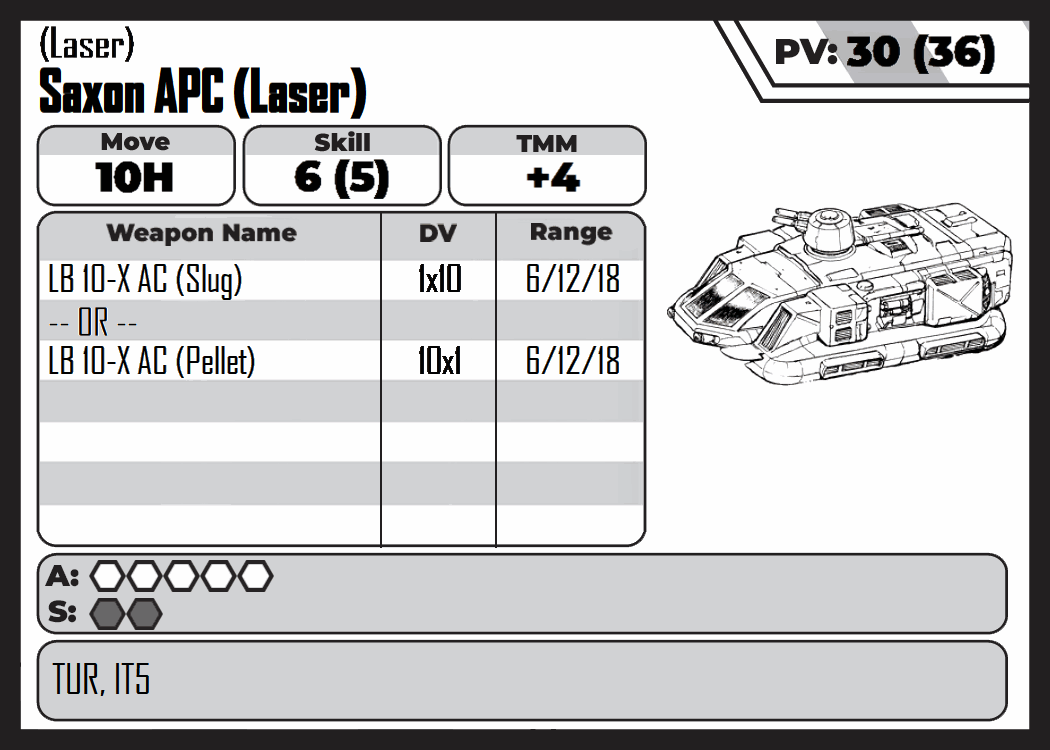 (Laser)
Saxon APC (Laser)
PV: 30 (36)
Move Skill TMM
10H 6 (5) +4
Weapon Name DV Range
LB 10-X AC (Slug) 1x10 6/12/18
-- OR --
LB 10-X AC (Pellet) 10x1 6/12/18
A:
S:
TUR, IT5